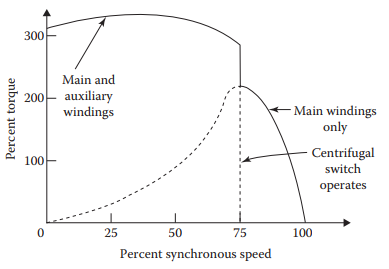 300
Main and
auxiliary
windings
200
Main windings
only
Centrifugal
switch
operates
100
Percent torque
0
25
50
75
100
Percent synchronous speed